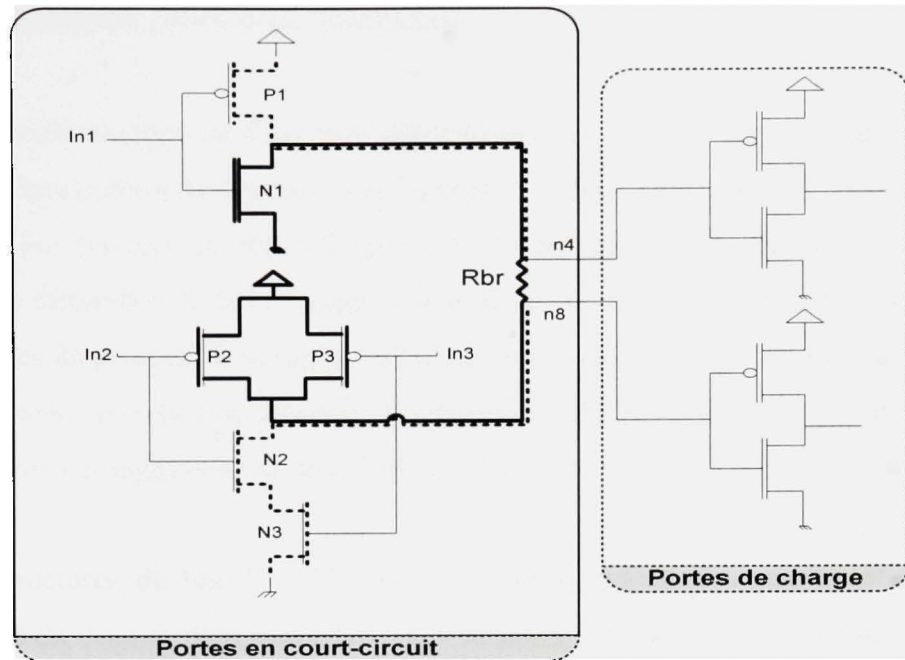 P1
In1
N1
n4
Rbr
n8
In2
P2
P3
In3
N2
N3
Portes de charge
Portes en court-circuit